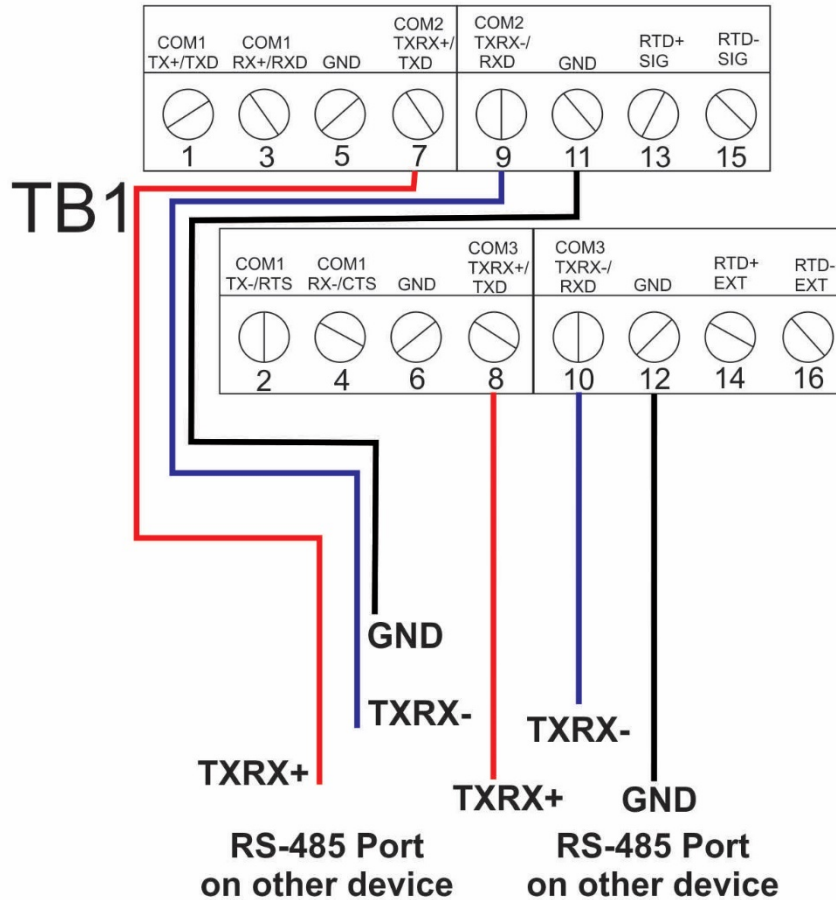 COM1 TX+/TXD
COM1 RX+/RXD
GND
COM2 TXRX+/ TXD
COM2 TXRX-/ RXD
GND
RTD+ SIG
RTD- SIG
1 3 5 7 9 11 13 15
TB1
COM1 TX-/RTS
COM1 RX-/CTS
GND
COM3 TXRX+/ TXD
COM3 TXRX-/ RXD
GND
RTD+ EXT
RTD- EXT
2 4 6 8 10 12 14 16
GND
TXRX-
TXRX+
TXRX-
TXRX+
GND
RS-485 Port
on other device
RS-485 Port
on other device